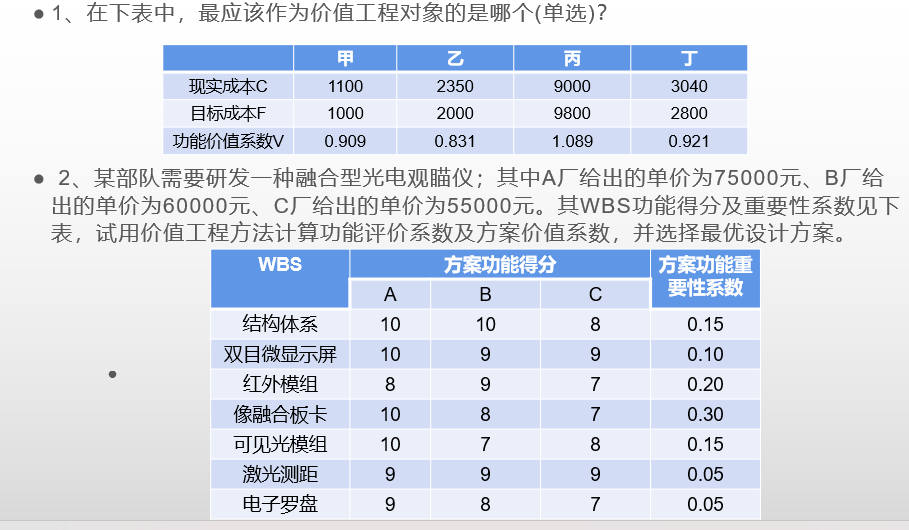 ● 1、在下表中，最应该作为价值工程对象的是哪个(单选)？
甲 乙 丙 丁
现实成本C 1100 2350 9000 3040
目标成本F 1000 2000 9800 2800
功能价值系数V 0.909 0.831 1.089 0.921
● 2、某部队需要研发一种融合型光电观瞄仪；其中A厂给出的单价为75000元、B厂给
出的单价为60000元、C厂给出的单价为55000元。其WBS功能得分及重要性系数见下
表，试用价值工程方法计算功能评价系数及方案价值系数，并选择最优设计方案。
WBS 方案功能得分 方案功能重
要性系数
A B C
结构体系 10 10 8 0.15
双目微显示屏 10 9 9 0.10
红外模组 8 9 7 0.20
像融合板卡 10 8 7 0.30
可见光模组 10 7 8 0.15
激光测距 9 9 9 0.05
电子罗盘 9 8 7 0.05